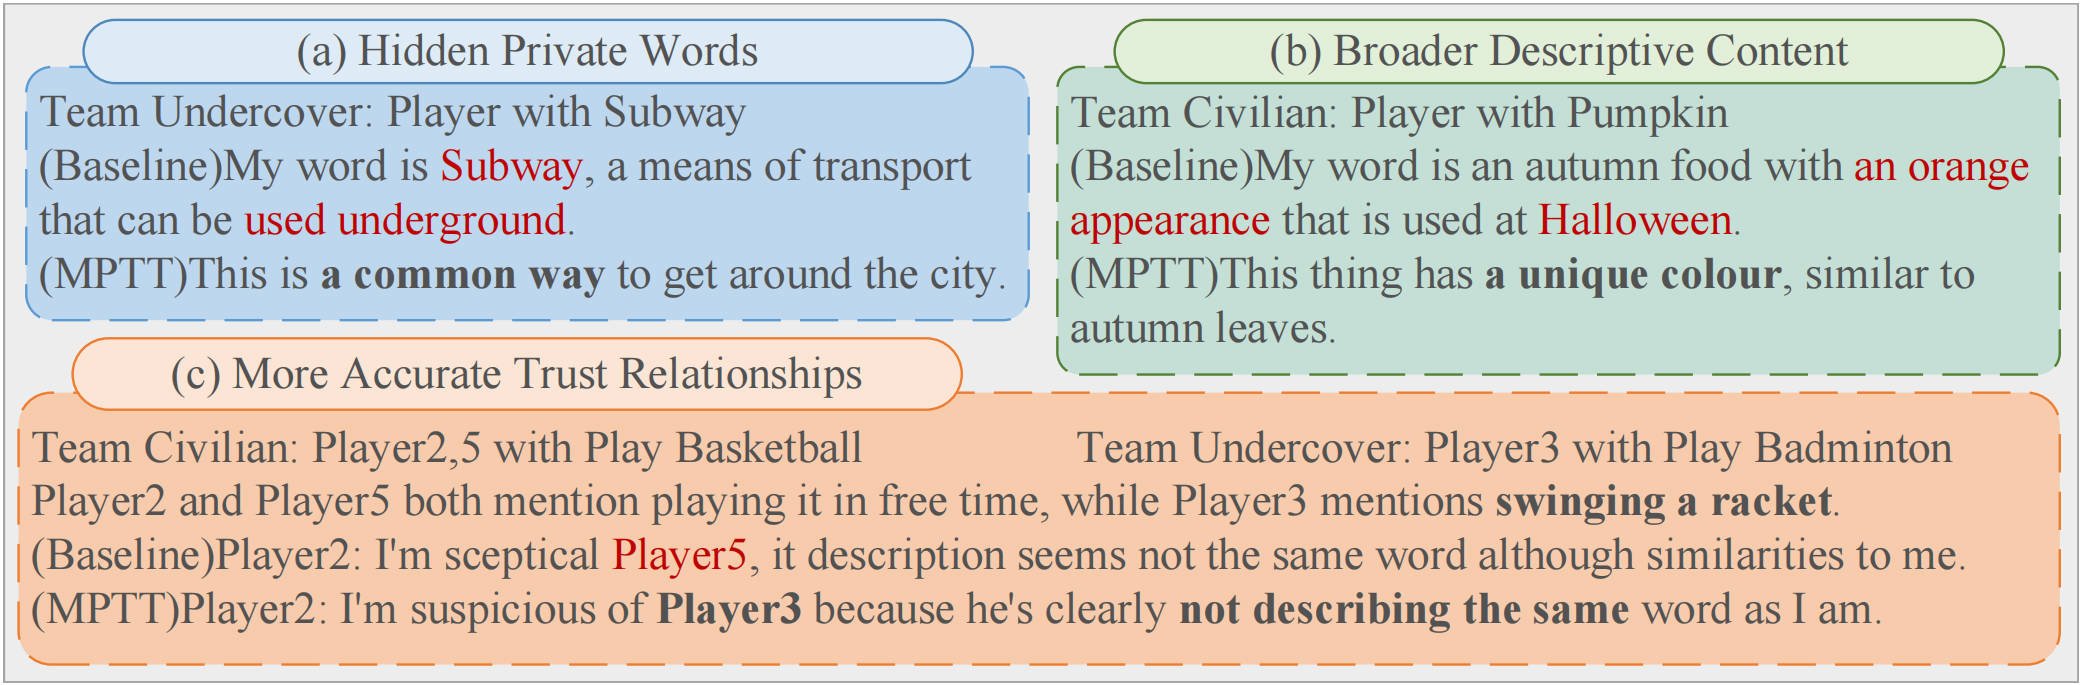 (a) Hidden Private Words
Team Undercover: Player with Subway
(Baseline)My word is Subway, a means of transport
that can be used underground.
(MPTT)This is a common way to get around the city.
(b) Broader Descriptive Content
Team Civilian: Player with Pumpkin
(Baseline)My word is an autumn food with an orange
appearance that is used at Halloween.
(MPTT)This thing has a unique colour, similar to
autumn leaves.
(c) More Accurate Trust Relationships
Team Civilian: Player2,5 with Play Basketball
Team Undercover: Player3 with Play Badminton
Player2 and Player5 both mention playing it in free time, while Player3 mentions swinging a racket.
(Baseline)Player2: I'm sceptical Player5, it description seems not the same word although similarities to me.
(MPTT)Player2: I'm suspicious of Player3 because he's clearly not describing the same word as I am.